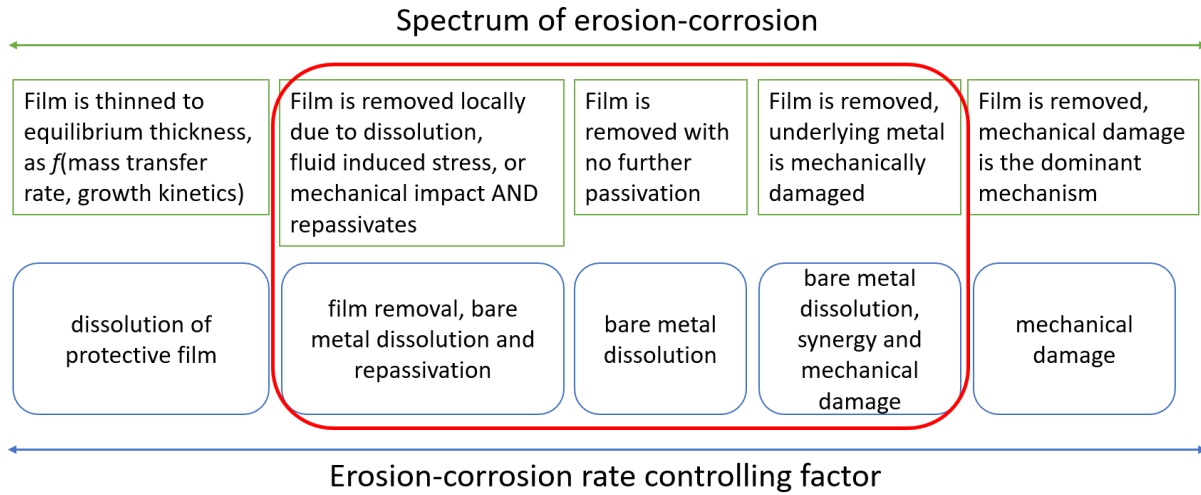 Spectrum of erosion-corrosion
Film is thinned to
equilibrium thickness,
as f(mass transfer
rate, growth kinetics)
Film is removed locally
due to dissolution,
fluid induced stress, or
mechanical impact AND
repassivates
Film is
removed with
no further
passivation
Film is removed,
underlying metal
is mechanically
damaged
Film is removed,
mechanical damage
is the dominant
mechanism
dissolution of
protective film
film removal, bare
metal dissolution and
repassivation
bare metal
dissolution
bare metal
dissolution,
synergy and
mechanical
damage
mechanical
damage
Erosion-corrosion rate controlling factor